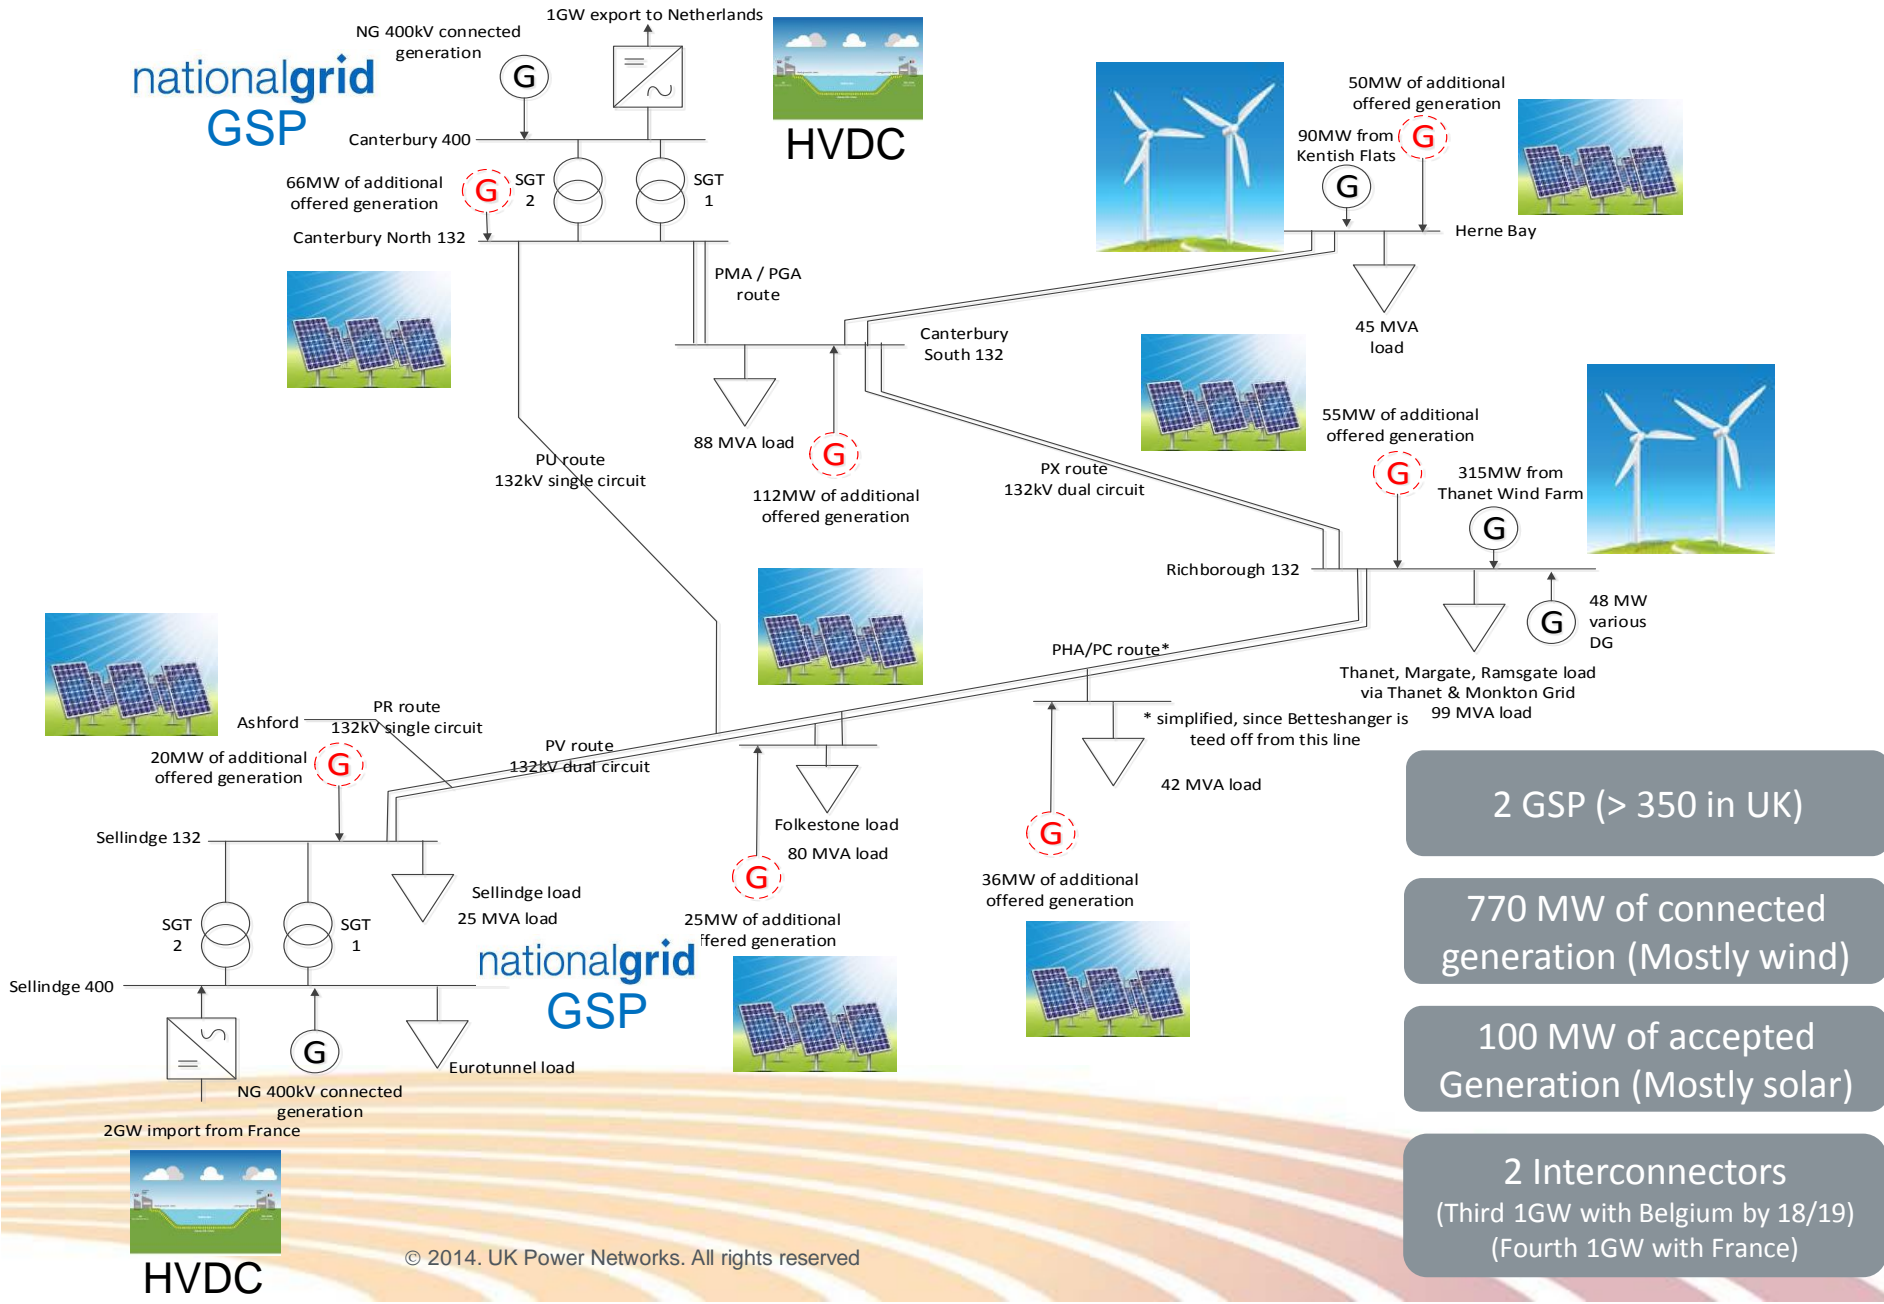 1GW export to Netherlands
NG 400kV connected
generation
nationalgrid
GSP
G
HVDC
Canterbury 400
66MW of additional
offered generation
G
SGT
2
SGT
1
Canterbury North 132
50MW of additional
offered generation
90MW from
Kentish Flats
G
G
Herne Bay
45 MVA
load
PMA / PGA
route
Canterbury
South 132
88 MVA load
G
112MW of additional
offered generation
PU route
132kV single circuit
PX route
132kV dual circuit
55MW of additional
offered generation
G
315MW from
Thanet Wind Farm
G
Richborough 132
G
48 MW
various
DG
Thanet, Margate, Ramsgate load
via Thanet & Monkton Grid
99 MVA load
PHA/PC route*
* simplified, since Betteshanger is
teed off from this line
42 MVA load
G
36MW of additional
offered generation
PR route
132kV single circuit
Ashford
20MW of additional
offered generation
G
PV route
132kV dual circuit
Folkestone load
80 MVA load
G
25MW of additional
ffered generation
Sellindge 132
Sellindge load
25 MVA load
SGT
2
SGT
1
nationalgrid
GSP
Sellindge 400
G
Eurotunnel load
NG 400kV connected
generation
2GW import from France
HVDC
2 GSP (> 350 in UK)
770 MW of connected
generation (Mostly wind)
100 MW of accepted
Generation (Mostly solar)
2 Interconnectors
(Third 1GW with Belgium by 18/19)
(Fourth 1GW with France)
© 2014. UK Power Networks. All rights reserved